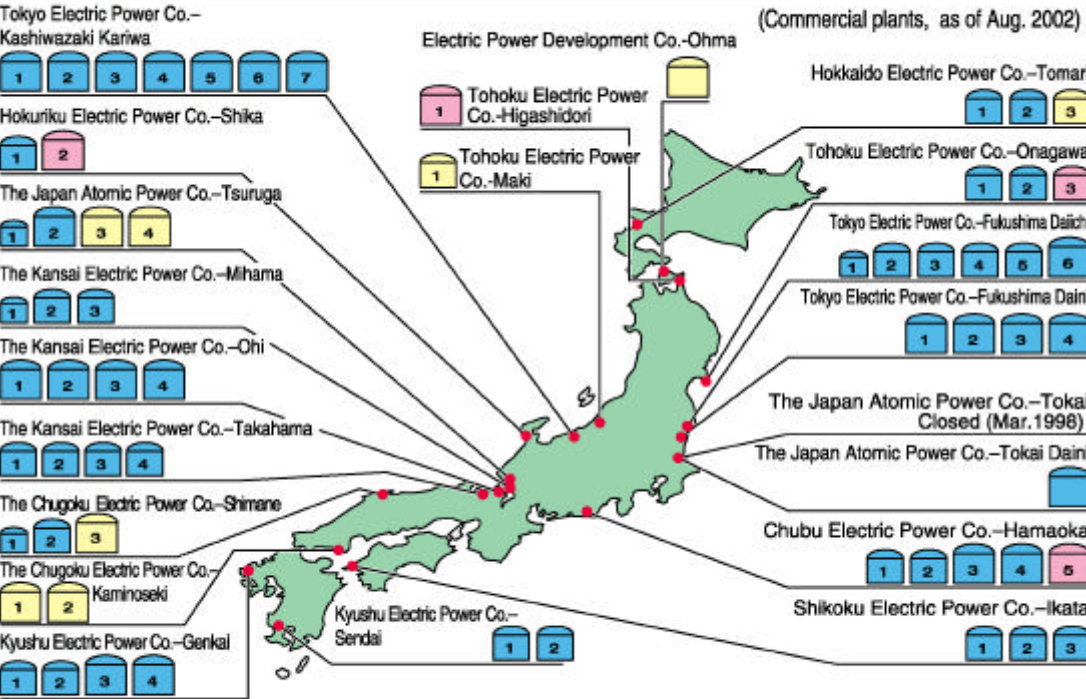 Tokyo Electric Power Co.–
Kashiwazaki Kariwa
1 2 3 4 5 6 7
Hokuriku Electric Power Co.–Shika
1 2
The Japan Atomic Power Co.–Tsuruga
1 2 3 4
The Kansai Electric Power Co.–Mihama
1 2 3
The Kansai Electric Power Co.–Ohi
1 2 3 4
The Kansai Electric Power Co.–Takahama
1 2 3 4
The Chugoku Electric Power Co.–Shimane
1 2 3
The Chugoku Electric Power Co.–
Kaminoseki
1 2
Kyushu Electric Power Co.–Genkai
1 2 3 4
Electric Power Development Co.-Ohma
1 Tohoku Electric Power
Co.-Higashidori
Tohoku Electric Power
1 Co.-Maki
Kyushu Electric Power Co.–
Sendai
1 2
(Commercial plants, as of Aug. 2002)
Hokkaido Electric Power Co.–Tomari
1 2 3
Tohoku Electric Power Co.–Onagawa
1 2 3
Tokyo Electric Power Co.–Fukushima Daiich
1 2 3 4 5 6
Tokyo Electric Power Co.–Fukushima Daini
1 2 3 4
The Japan Atomic Power Co.–Tokai
Closed (Mar.1998)
The Japan Atomic Power Co.–Tokai Daini
Chubu Electric Power Co.–Hamaoka
1 2 3 4 5
Shikoku Electric Power Co.–Ikata
1 2 3